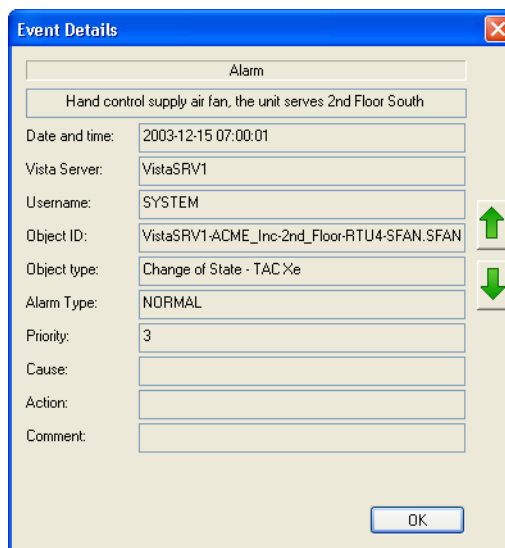 Event Details
Alarm
Hand control supply air fan, the unit serves 2nd Floor South
Date and time: 2003-12-15 07:00:01
Vista Server: VistaSRV1
Username: SYSTEM
Object ID: VistaSRV1-ACME_Inc-2nd_Floor-RTU4-SFAN.SFAN
Object type: Change of State - TAC Xe
Alarm Type: NORMAL
Priority: 3
Cause:
Action:
Comment:
OK